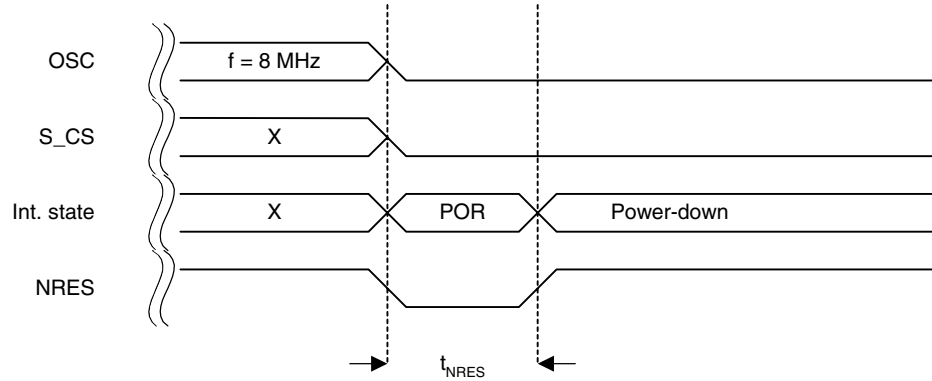 OSC
f = 8 MHz
S_CS
X
Int. state
X
POR
Power-down
NRES
tNRES